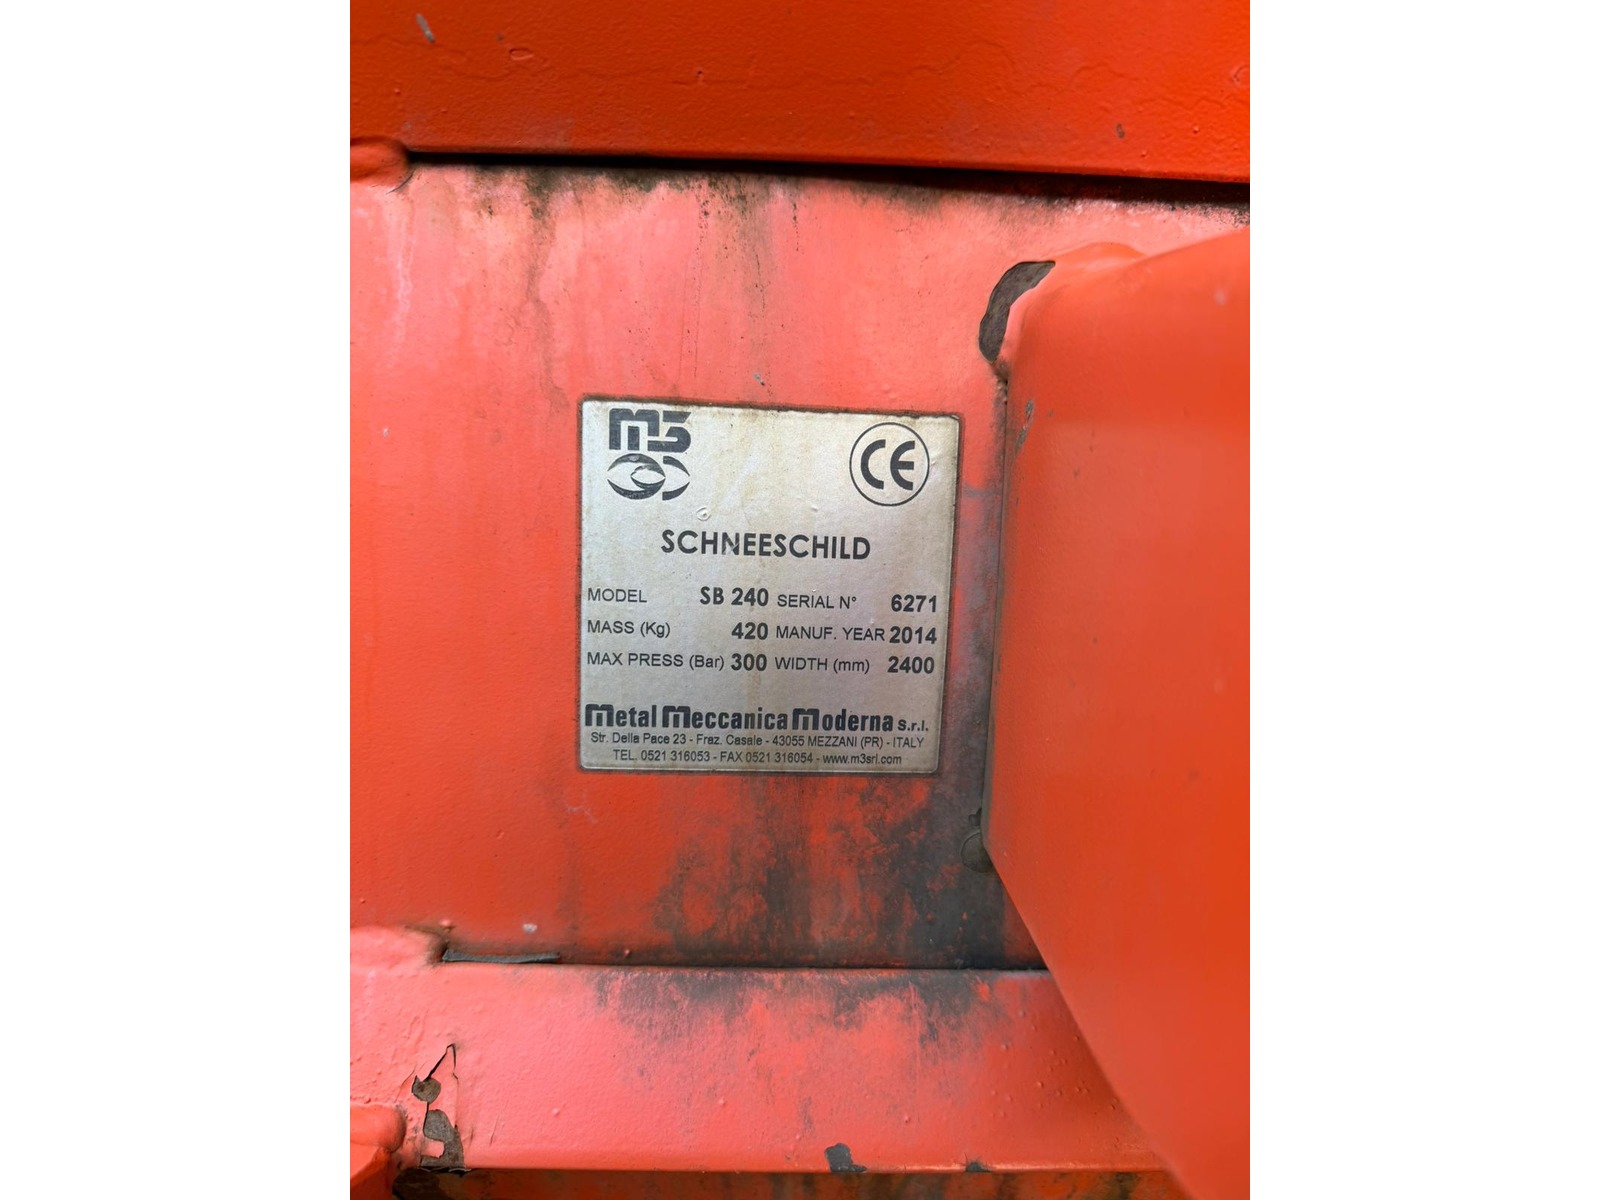 m3
CE
SCHNEESCHILD
MODEL SB 240 SERIAL N° 6271
MASS (Kg) 420 MANUF. YEAR 2014
MAX PRESS (Bar) 300 WIDTH (mm) 2400
Metal Meccanica Moderna s.r.l.
Str. Della Pace 23 - Fraz. Casale - 43055 MEZZANI (PR) - ITALY
TEL. 0521 316053 - FAX 0521 316054 - www.m3srl.com